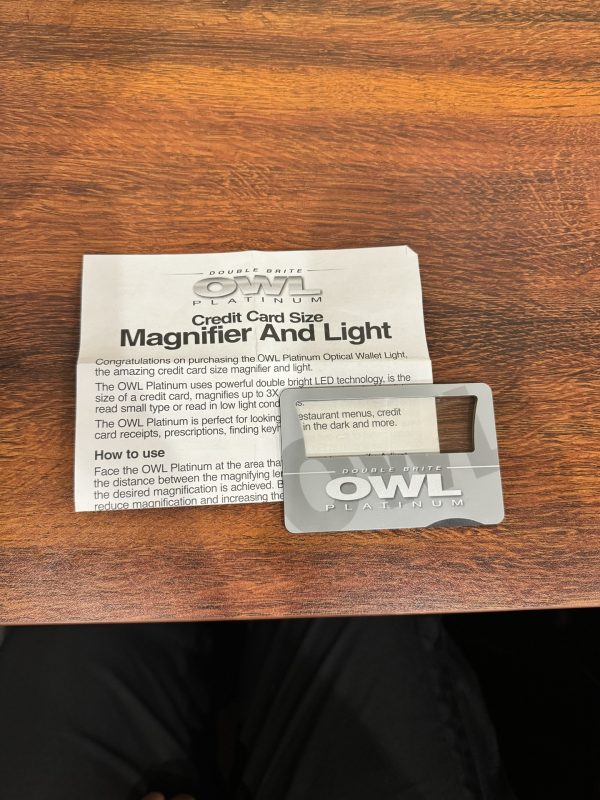 DOUBLE BRITE
OWL
PLATINUM
Credit Card Size
Magnifier And Light
Congratulations on purchasing the OWL Platinum Optical Wallet Light,
the amazing credit card size magnifier and light.
The OWL Platinum uses powerful double bright LED technology, is the
size of a credit card, magnifies up to 3X
read small type or read in low light
The OWL Platinum is perfect for looking
estaurant menus, credit
card receipts, prescriptions, finding
in the dark and more.
How to use
Face the OWL Platinum at the area
the distance between the magnifying
the desired magnification is achieved.
reduce magnification and increasing the
DOUBLE BRITE
OWL
PLATINUM